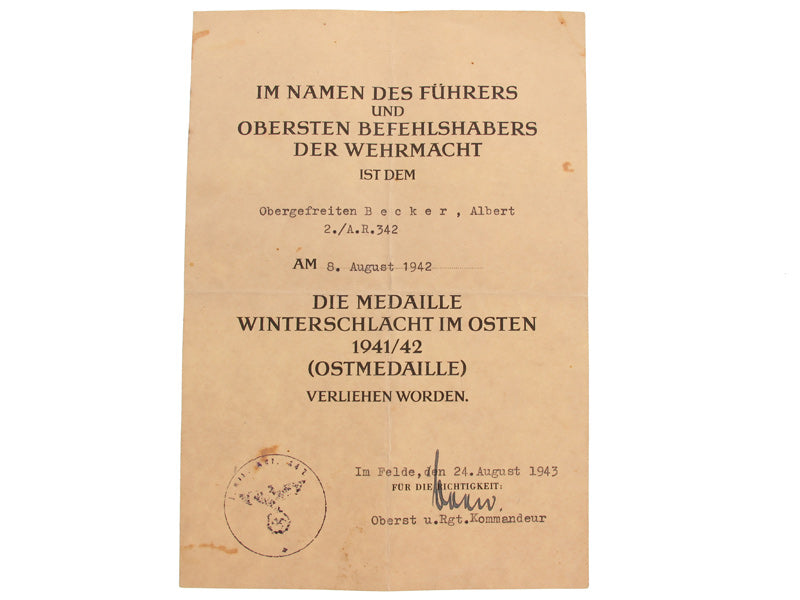 IM NAMEN DES FÜHRERS
UND
OBERSTEN BEFEHLSHABERS
DER WEHRMACHT
IST DEM
Obergefreiten B e c k e r , Albert
2./A.R.342
AM 8. August 1942
DIE MEDAILLE
WINTERSCHLACHT IM OSTEN
1941/42
(OSTMEDAILLE)
VERLIEHEN WORDEN.
Im Felde, den 24. August 1943
FÜR DIE RICHTIGKEIT:
Oberst u.Rgt.Kommandeur